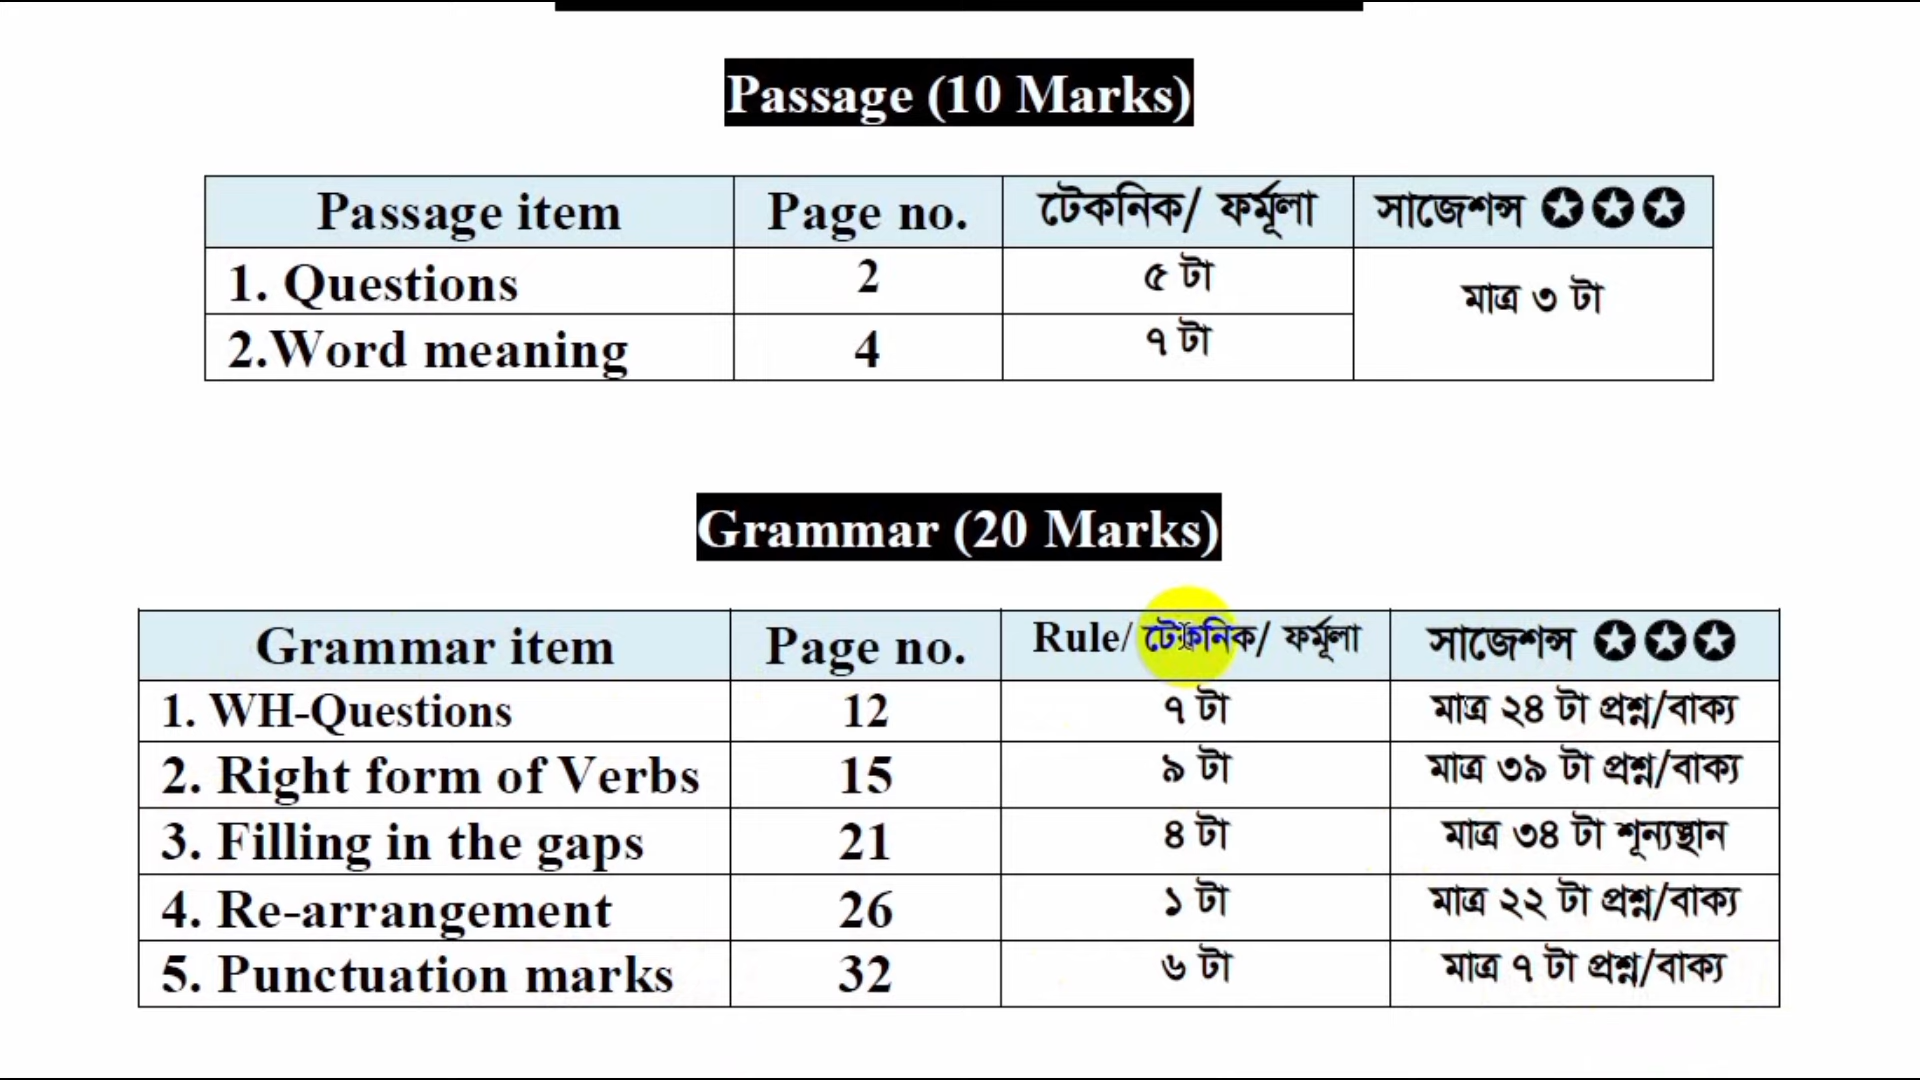 Passage (10 Marks)
Passage item Page no. টেকনিক/ ফর্মূলা সাজেশন্স ✪✪✪
1. Questions 2 ৫ টা মাত্র ৩ টা
2.Word meaning 4 ৭ টা
Grammar (20 Marks)
Grammar item Page no. Rule/ টেকনিক/ ফর্মূলা সাজেশন্স ✪✪✪
1. WH-Questions 12 ৭ টা মাত্র ২৪ টা প্রশ্ন/বাক্য
2. Right form of Verbs 15 ৯ টা মাত্র ৩৯ টা প্রশ্ন/বাক্য
3. Filling in the gaps 21 ৪ টা মাত্র ৩৪ টা শূন্যস্থান
4. Re-arrangement 26 ১ টা মাত্র ২২ টা প্রশ্ন/বাক্য
5. Punctuation marks 32 ৬ টা মাত্র ৭ টা প্রশ্ন/বাক্য